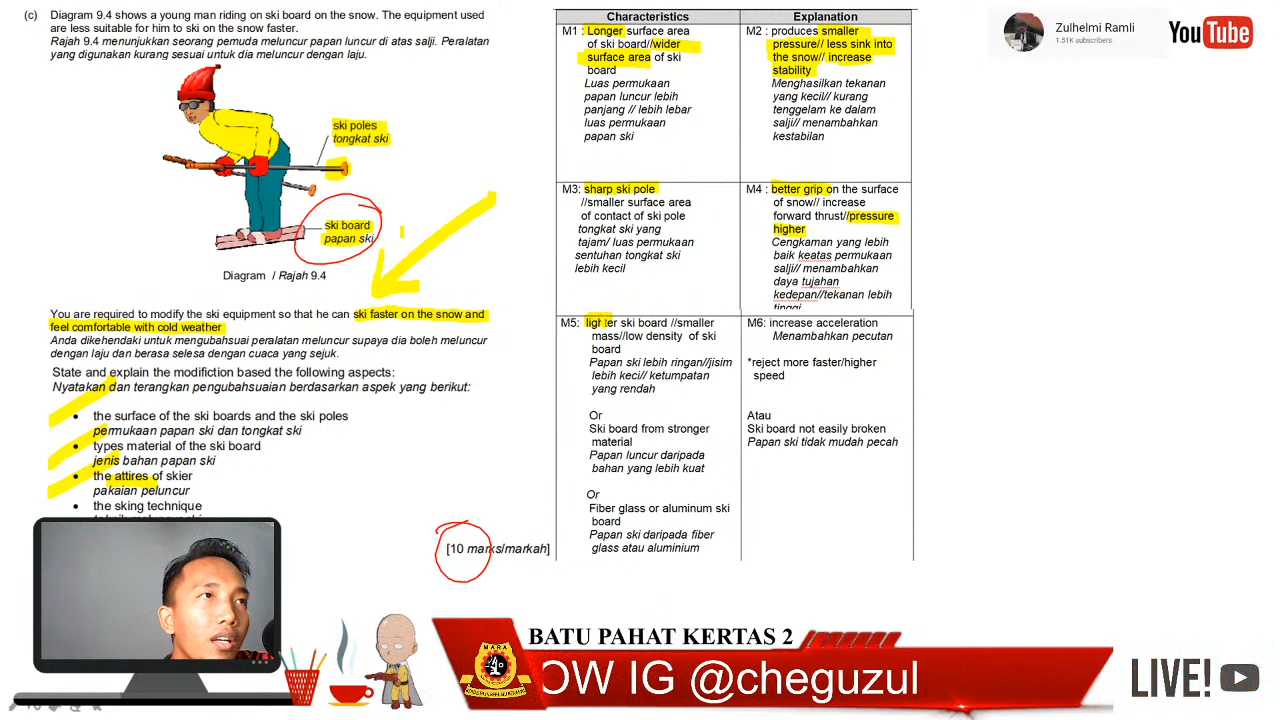 (c) Diagram 9.4 shows a young man riding on ski board on the snow. The equipment used
are less suitable for him to ski on the snow faster.
Rajah 9.4 menunjukkan seorang pemuda meluncur papan luncur di atas salji. Peralatan
yang digunakan kurang sesuai untuk dia meluncur dengan laju.
ski poles
tongkat ski
ski board
papan ski
Diagram / Rajah 9.4
You are required to modify the ski equipment so that he can ski faster on the snow and
feel comfortable with cold weather
Anda dikehendaki untuk mengubahsuai peralatan meluncur supaya dia boleh meluncur
dengan laju dan berasa selesa dengan cuaca yang sejuk.
State and explain the modifiction based the following aspects:
Nyatakan dan terangkan pengubahsuaian berdasarkan aspek yang berikut:
• the surface of the ski boards and the ski poles
permukaan papan ski dan tongkat ski
• types material of the ski board
jenis bahan papan ski
• the attires of skier
pakaian peluncur
• the sking technique
[10 marks/markah]
Characteristics
Explanation
M1 : Longer surface area
of ski board//wider
surface area of ski
board
Luas permukaan
papan luncur lebih
panjang // lebih lebar
luas permukaan
papan ski
M2 : produces smaller
pressure// less sink into
the snow// increase
stability
Menghasilkan tekanan
yang kecil// kurang
tenggelam ke dalam
salji// menambahkan
kestabilan
M3: sharp ski pole
//smaller surface area
of contact of ski pole
tongkat ski yang
tajam/ luas permukaan
sentuhan tongkat ski
lebih kecil
M4 : better grip on the surface
of snow// increase
forward thrust//pressure
higher
Cengkaman yang lebih
baik keatas permukaan
salji// menambahkan
daya tujahan
kedepan//tekanan lebih
tinggi
M5: lighter ski board //smaller
mass//low density of ski
board
Papan ski lebih ringan//jisim
lebih keci// ketumpatan
yang rendah
Or
Ski board from stronger
material
Papan luncur daripada
bahan yang lebih kuat
Or
Fiber glass or aluminum ski
board
Papan ski daripada fiber
glass atau aluminium
M6: increase acceleration
Menambahkan pecutan
*reject more faster/higher
speed
Atau
Ski board not easily broken
Papan ski tidak mudah pecah
Zulhelmi Ramli
1.51K subscribers
YouTube
MARA
BATU PAHAT KERTAS 2
OW IG @cheguzul
LIVE!